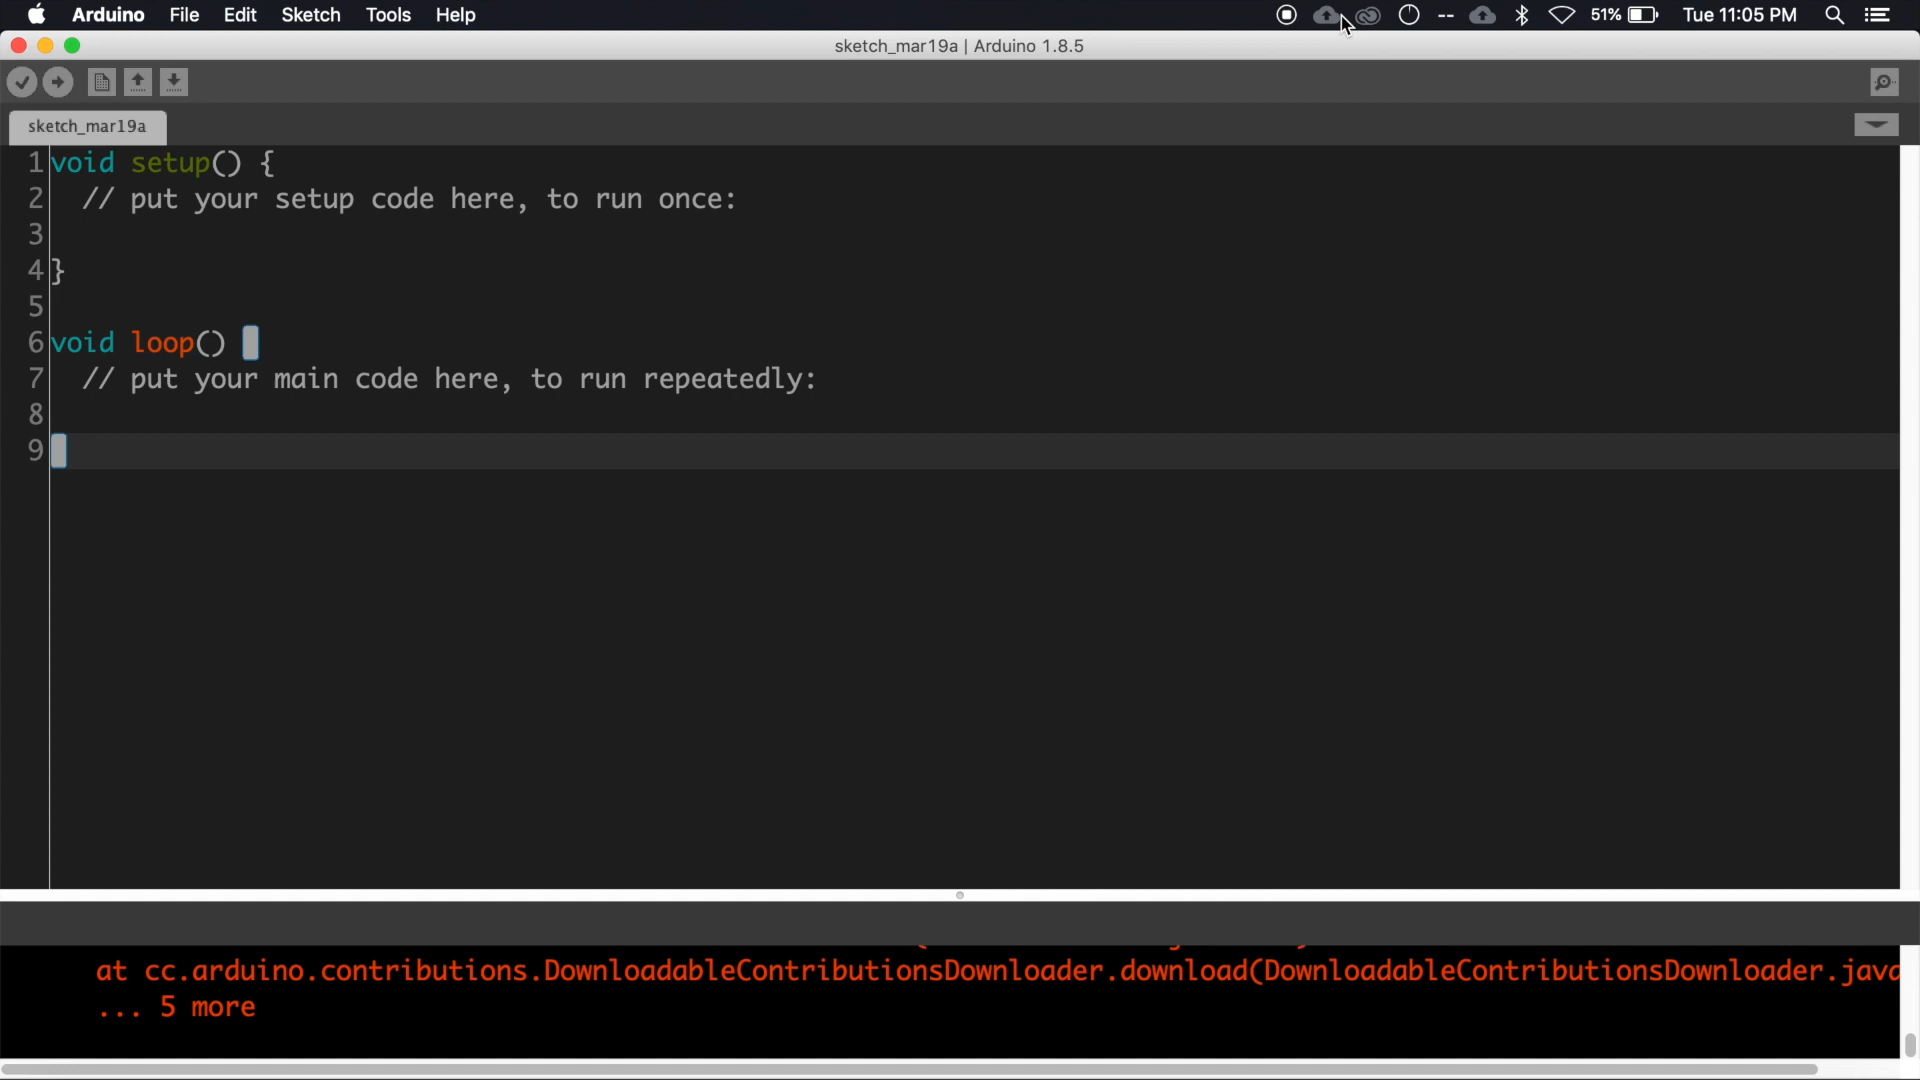 Arduino File Edit Sketch Tools Help -- 51% Tue 11:05 PM
sketch_mar19a | Arduino 1.8.5
sketch_mar19a
1 void setup() {
2 // put your setup code here, to run once:
3
4 }
5
6 void loop()
7 // put your main code here, to run repeatedly:
8
9
at cc.arduino.contributions.DownloadableContributionsDownloader.download(DownloadableContributionsDownloader.java
... 5 more